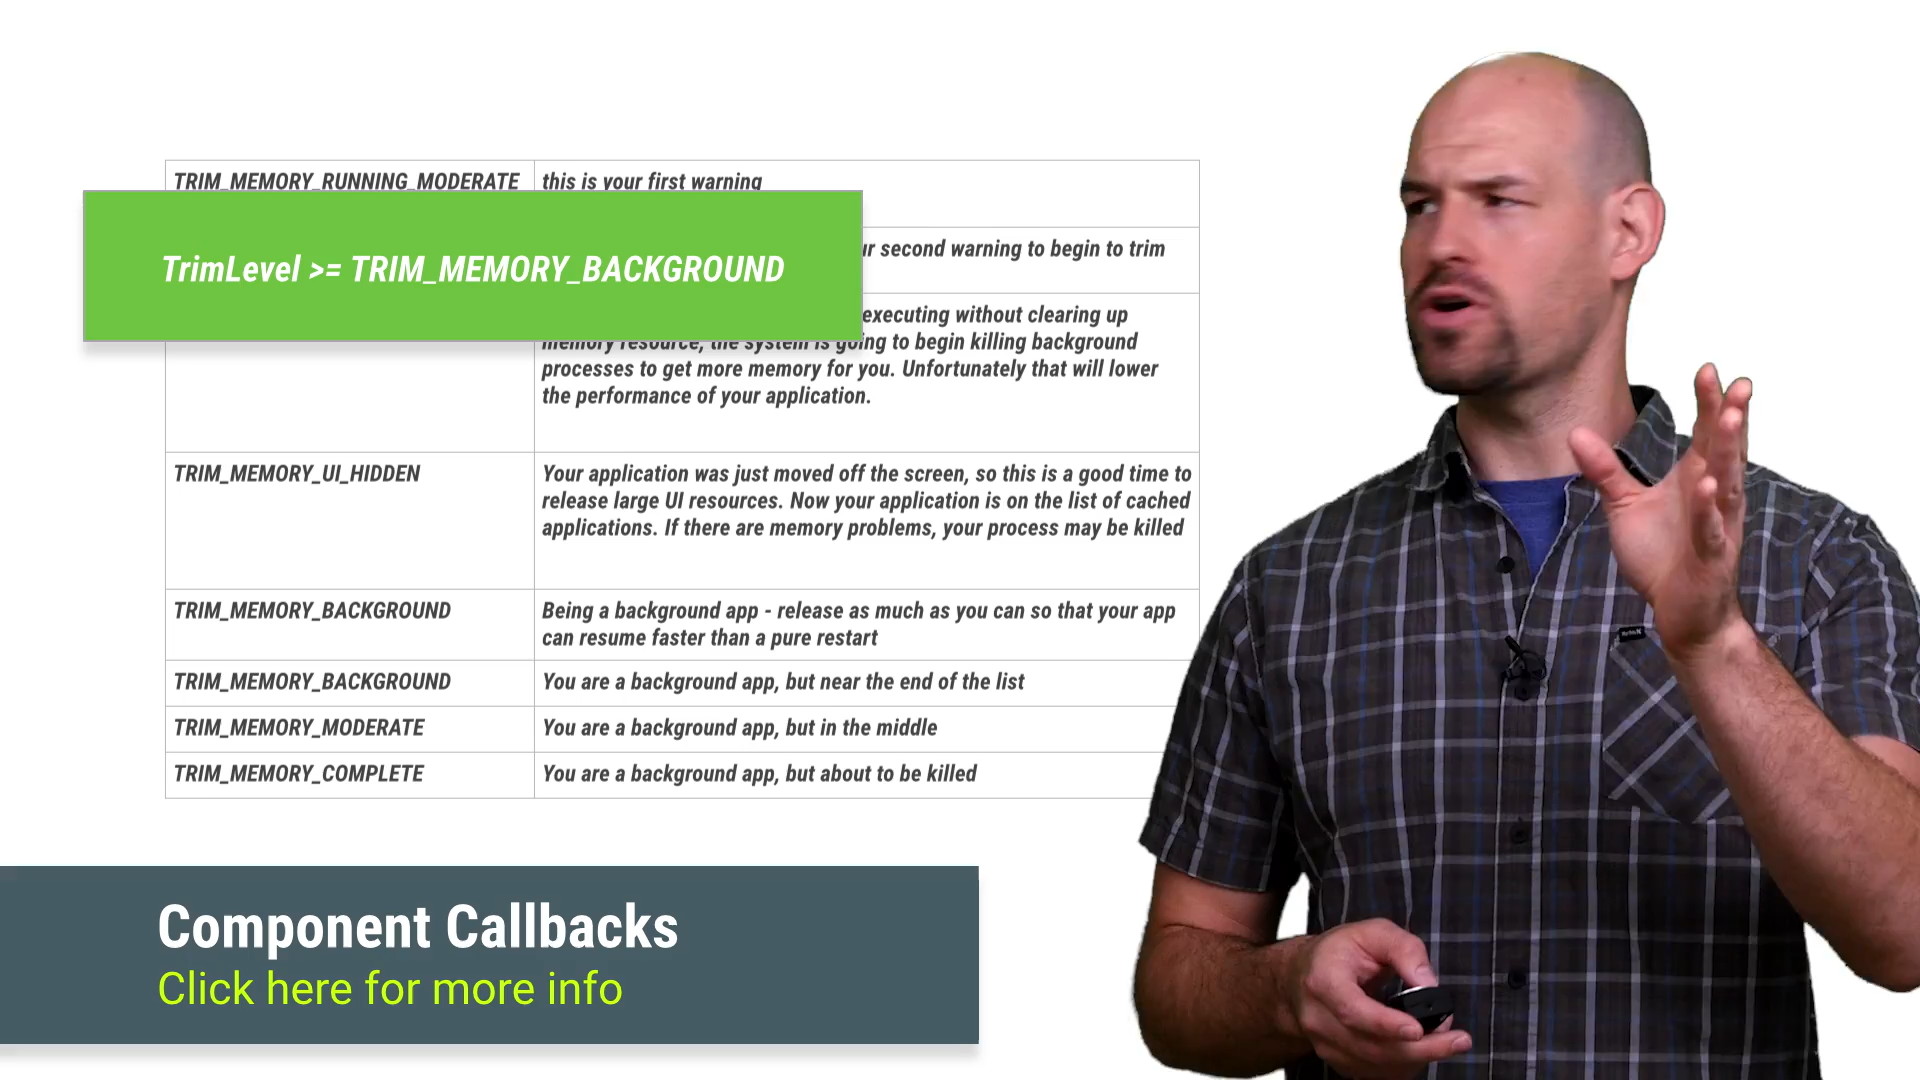 TRIM_MEMORY_RUNNING_MODERATE this is your first warning
TrimLevel >= TRIM_MEMORY_BACKGROUND
second warning to begin to trim
executing without clearing up
memory resource, the system is going to begin killing background
processes to get more memory for you. Unfortunately that will lower
the performance of your application.
TRIM_MEMORY_UI_HIDDEN Your application was just moved off the screen, so this is a good time to
release large UI resources. Now your application is on the list of cached
applications. If there are memory problems, your process may be killed
TRIM_MEMORY_BACKGROUND Being a background app - release as much as you can so that your app
can resume faster than a pure restart
TRIM_MEMORY_BACKGROUND You are a background app, but near the end of the list
TRIM_MEMORY_MODERATE You are a background app, but in the middle
TRIM_MEMORY_COMPLETE You are a background app, but about to be killed
Component Callbacks
Click here for more info